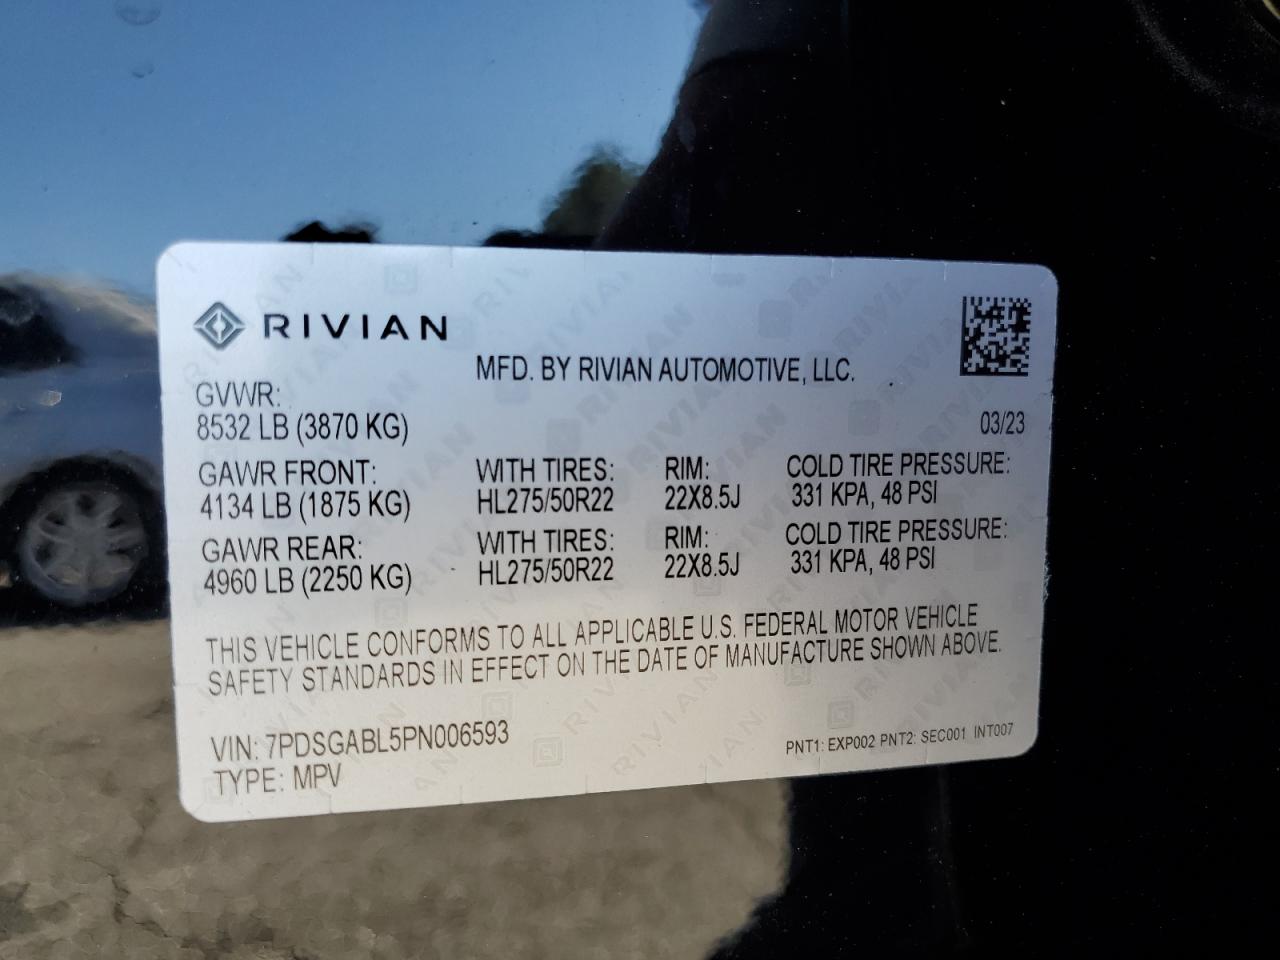 RIVIAN
MFD. BY RIVIAN AUTOMOTIVE, LLC.
GVWR:
8532 LB (3870 KG)
03/23
GAWR FRONT: WITH TIRES: RIM: COLD TIRE PRESSURE:
4134 LB (1875 KG) HL275/50R22 22X8.5J 331 KPA, 48 PSI
GAWR REAR: WITH TIRES: RIM: COLD TIRE PRESSURE:
4960 LB (2250 KG) HL275/50R22 22X8.5J 331 KPA, 48 PSI
THIS VEHICLE CONFORMS TO ALL APPLICABLE U.S. FEDERAL MOTOR VEHICLE
SAFETY STANDARDS IN EFFECT ON THE DATE OF MANUFACTURE SHOWN ABOVE.
VIN: 7PDSGABL5PN006593
PNT1: EXP002 PNT2: SEC001 INT007
TYPE: MPV